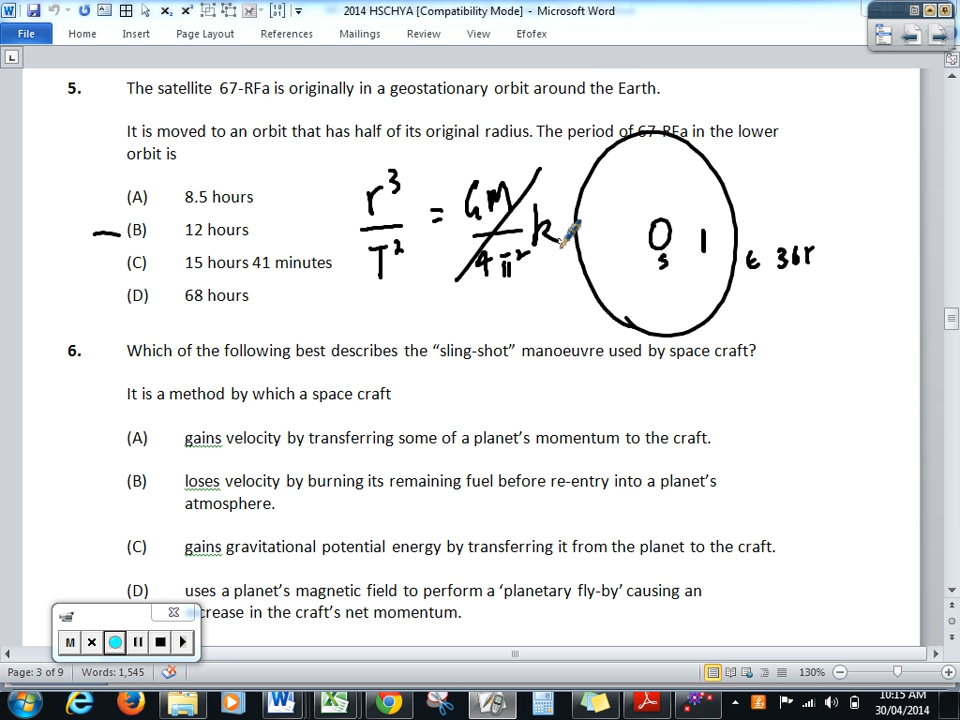 2014 HSCHYA [Compatibility Mode] - Microsoft Word
File Home Insert Page Layout References Mailings Review View Efofex
5. The satellite 67-RFa is originally in a geostationary orbit around the Earth.
It is moved to an orbit that has half of its original radius. The period of 67-RFa in the lower
orbit is
(A) 8.5 hours
(B) 12 hours
(C) 15 hours 41 minutes
(D) 68 hours
r³/T² = GM/4π² k
S
E 365
6. Which of the following best describes the “sling-shot” manoeuvre used by space craft?
It is a method by which a space craft
(A) gains velocity by transferring some of a planet’s momentum to the craft.
(B) loses velocity by burning its remaining fuel before re-entry into a planet’s
atmosphere.
(C) gains gravitational potential energy by transferring it from the planet to the craft.
(D) uses a planet’s magnetic field to perform a ‘planetary fly-by’ causing an
crease in the craft’s net momentum.
M
Page: 3 of 9 Words: 1,545 130%
10:15 AM
30/04/2014